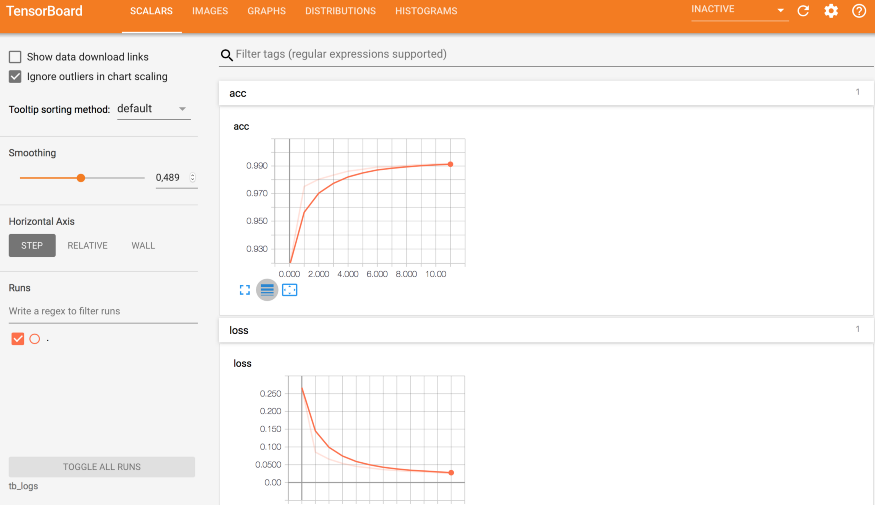 TensorBoard
SCALARS IMAGES GRAPHS DISTRIBUTIONS HISTOGRAMS
INACTIVE
Show data download links
Ignore outliers in chart scaling
Tooltip sorting method: default
Smoothing
0,489
Horizontal Axis
STEP RELATIVE WALL
Runs
Write a regex to filter runs
.
TOGGLE ALL RUNS
tb_logs
Filter tags (regular expressions supported)
acc 1
acc
0.990
0.970
0.950
0.930
0.000 2.000 4.000 6.000 8.000 10.00
loss 1
loss
0.250
0.200
0.150
0.100
0.0500
0.00